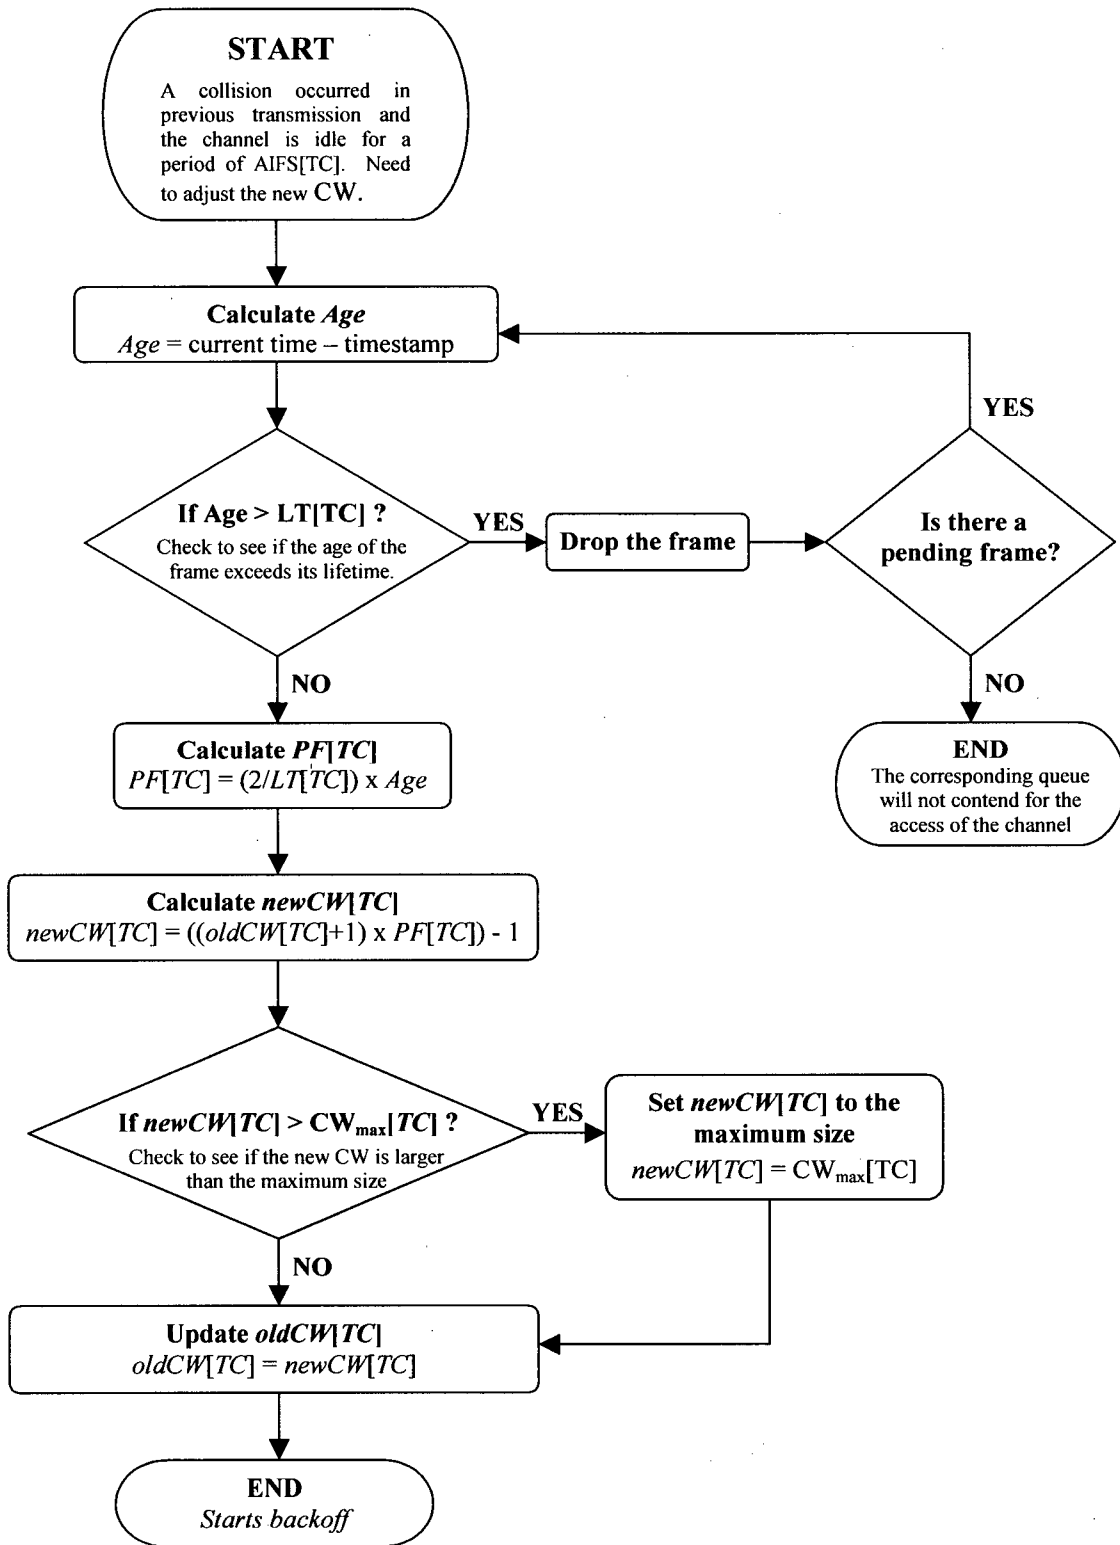 START
A collision occurred in
previous transmission and
the channel is idle for a
period of AIFS[TC]. Need
to adjust the new CW.
Calculate Age
Age = current time – timestamp
YES
If Age > LT[TC] ?
Check to see if the age of the
frame exceeds its lifetime.
YES
Drop the frame
Is there a
pending frame?
NO
NO
END
The corresponding queue
will not contend for the
access of the channel
Calculate PF[TC]
PF[TC] = (2/LT[TC]) x Age
Calculate newCW[TC]
newCW[TC] = ((oldCW[TC]+1) x PF[TC]) - 1
If newCW[TC] > CWmax[TC] ?
Check to see if the new CW is larger
than the maximum size
YES
Set newCW[TC] to the
maximum size
newCW[TC] = CWmax[TC]
NO
Update oldCW[TC]
oldCW[TC] = newCW[TC]
END
Starts backoff